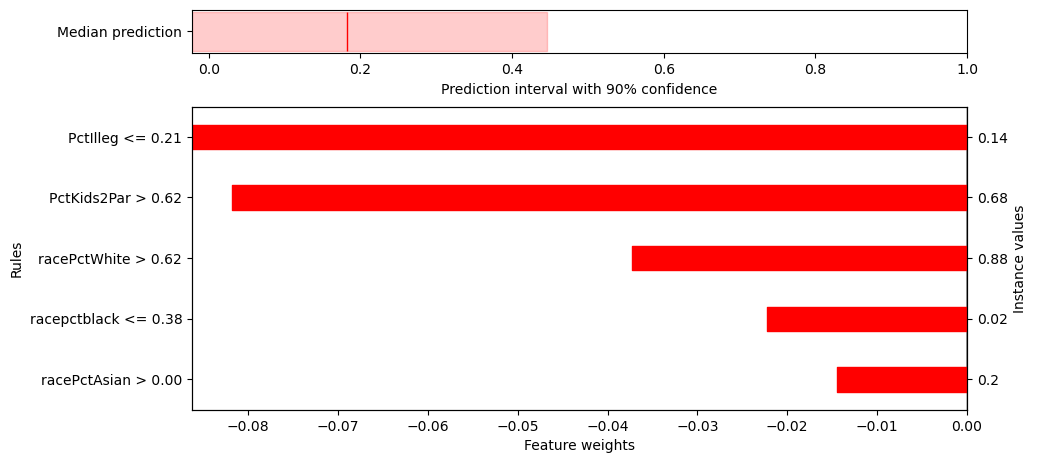 Median prediction
0.0 0.2 0.4 0.6 0.8 1.0
Prediction interval with 90% confidence
PctIlleg <= 0.21 0.14
PctKids2Par > 0.62 0.68
racePctWhite > 0.62 0.88
racepctblack <= 0.38 0.02
racePctAsian > 0.00 0.2
Rules
Instance values
−0.08 −0.07 −0.06 −0.05 −0.04 −0.03 −0.02 −0.01 0.00
Feature weights